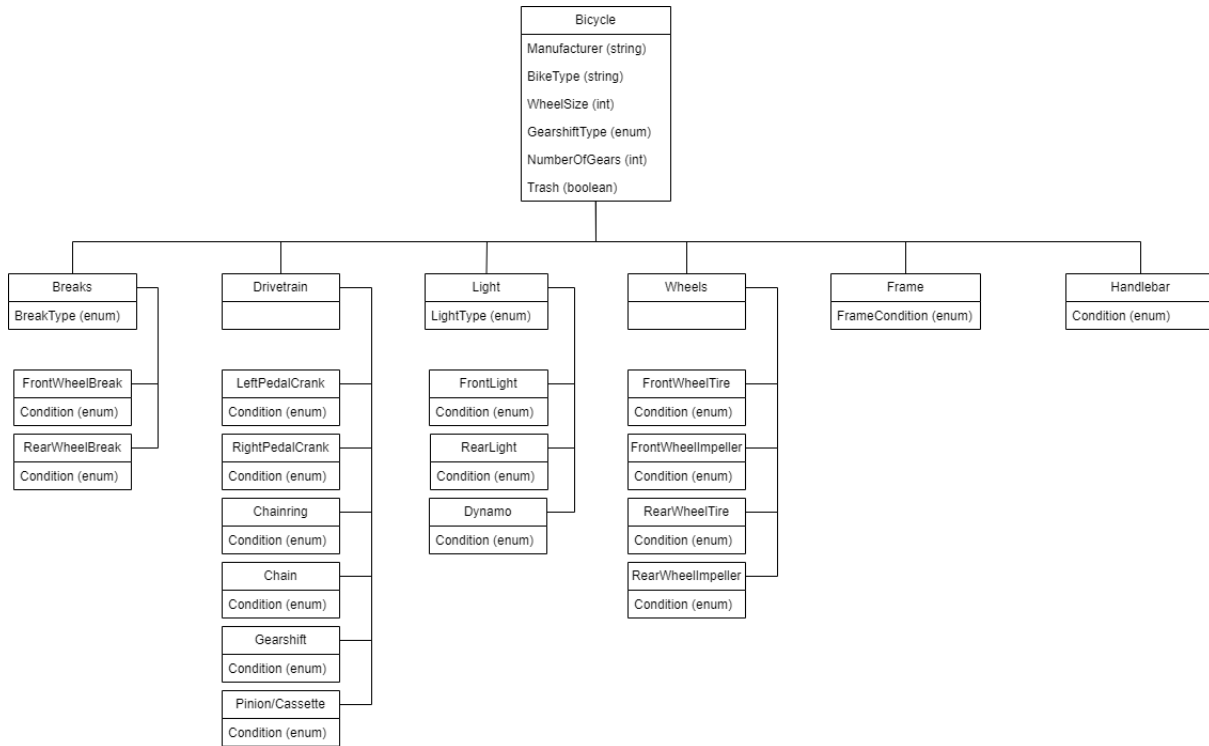 Bicycle
Manufacturer (string)
BikeType (string)
WheelSize (int)
GearshiftType (enum)
NumberOfGears (int)
Trash (boolean)
Breaks
BreakType (enum)
FrontWheelBreak
Condition (enum)
RearWheelBreak
Condition (enum)
Drivetrain
LeftPedalCrank
Condition (enum)
RightPedalCrank
Condition (enum)
Chainring
Condition (enum)
Chain
Condition (enum)
Gearshift
Condition (enum)
Pinion/Cassette
Condition (enum)
Light
LightType (enum)
FrontLight
Condition (enum)
RearLight
Condition (enum)
Dynamo
Condition (enum)
Wheels
FrontWheelTire
Condition (enum)
FrontWheelImpeller
Condition (enum)
RearWheelTire
Condition (enum)
RearWheelImpeller
Condition (enum)
Frame
FrameCondition (enum)
Handlebar
Condition (enum)